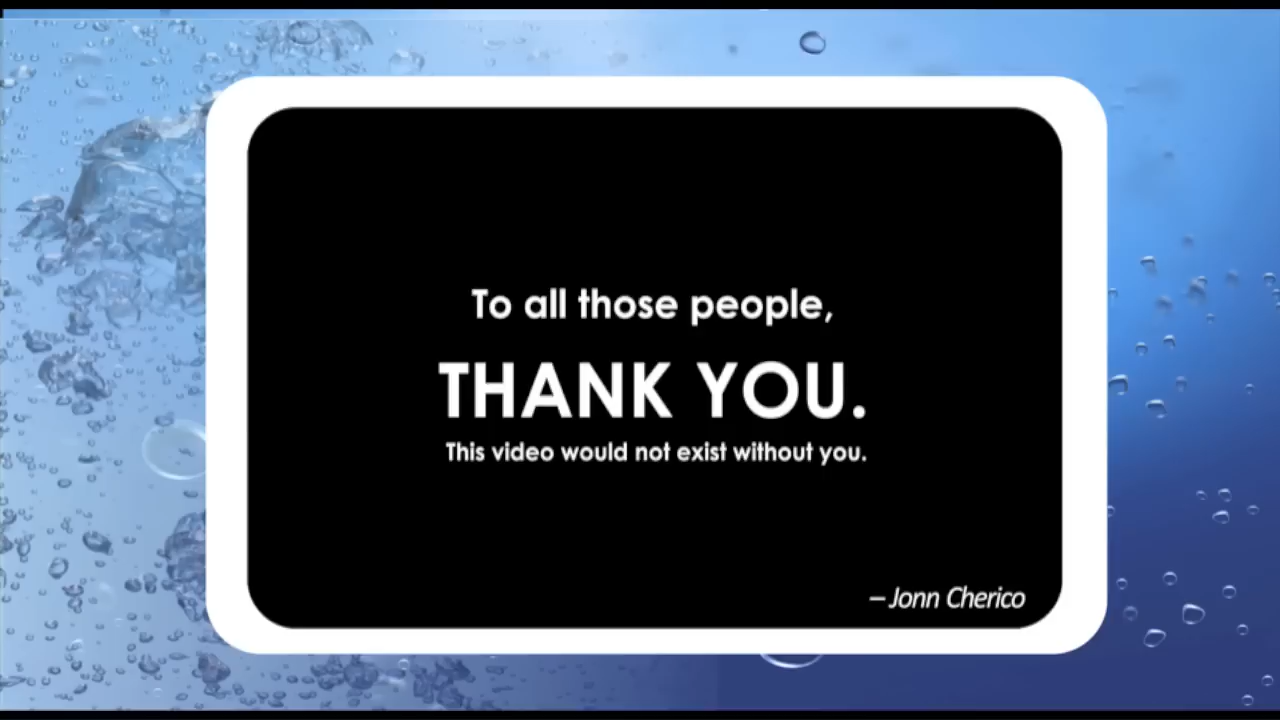 To all those people,
THANK YOU.
This video would not exist without you.
– Jonn Cherico